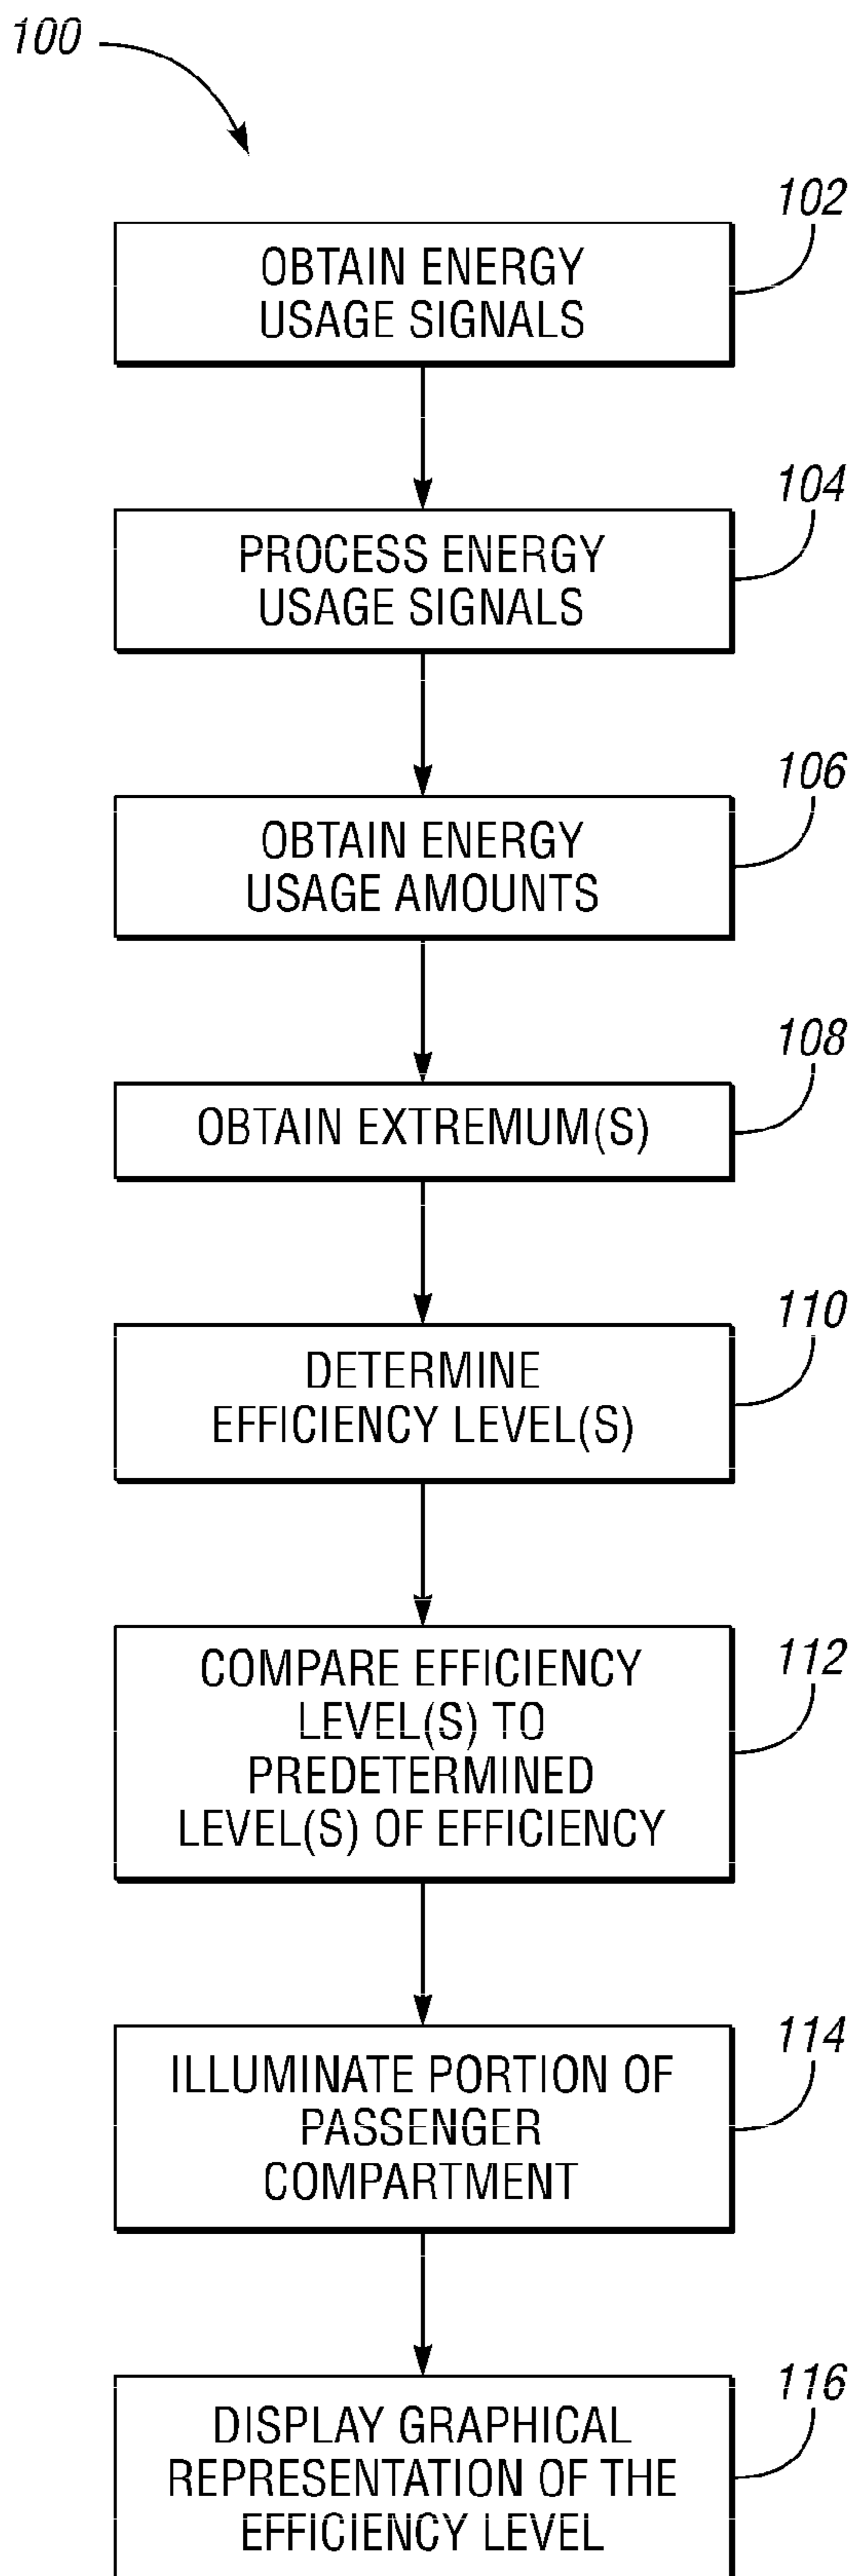 100
102
OBTAIN ENERGY
USAGE SIGNALS
104
PROCESS ENERGY
USAGE SIGNALS
106
OBTAIN ENERGY
USAGE AMOUNTS
108
OBTAIN EXTREMUM(S)
110
DETERMINE
EFFICIENCY LEVEL(S)
112
COMPARE EFFICIENCY
LEVEL(S) TO
PREDETERMINED
LEVEL(S) OF EFFICIENCY
114
ILLUMINATE PORTION OF
PASSENGER
COMPARTMENT
116
DISPLAY GRAPHICAL
REPRESENTATION OF THE
EFFICIENCY LEVEL